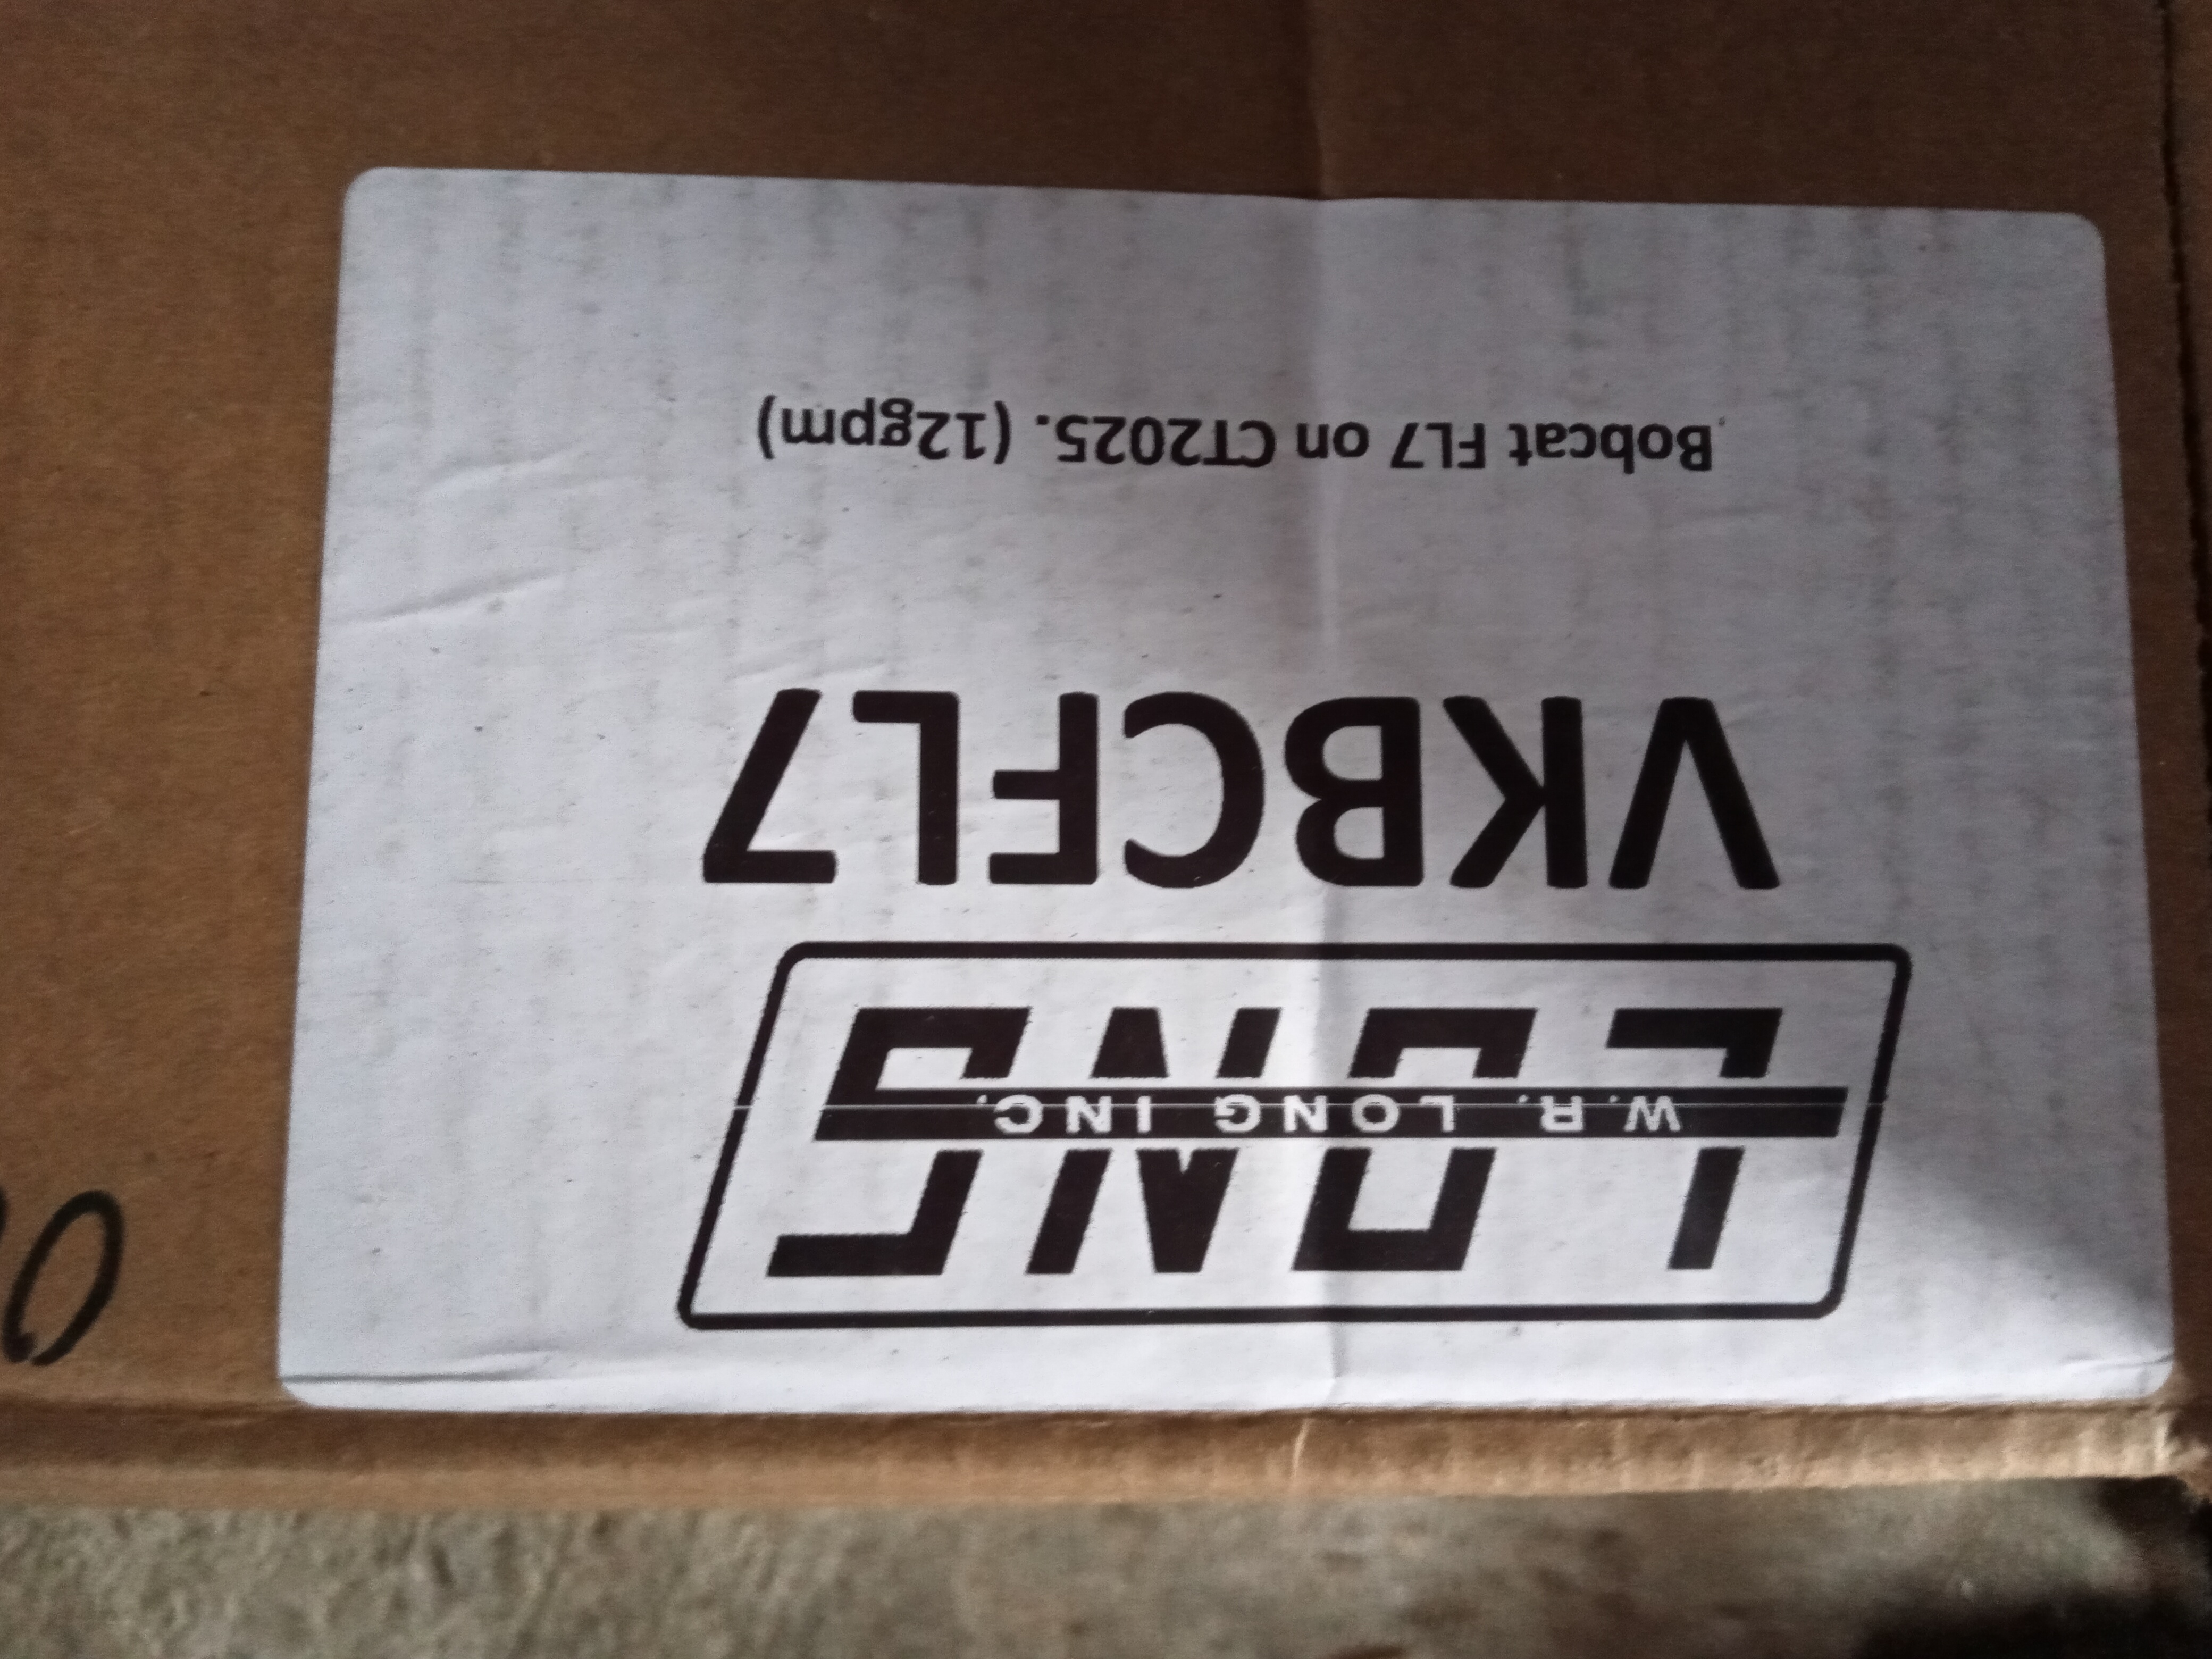 LONG
W.R. LONG INC.
VKBCFL7
Bobcat FL7 on CT2025. (12gpm)